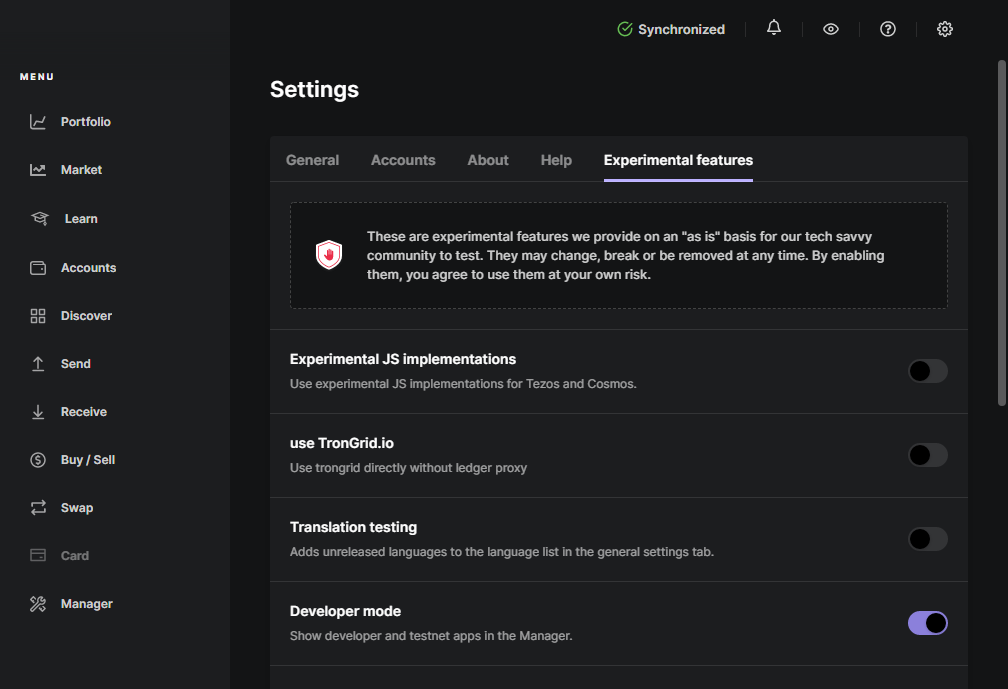 Synchronized
MENU
Settings
Portfolio
Market
Learn
Accounts
Discover
Send
Receive
Buy / Sell
Swap
Card
Manager
General
Accounts
About
Help
Experimental features
These are experimental features we provide on an "as is" basis for our tech savvy
community to test. They may change, break or be removed at any time. By enabling
them, you agree to use them at your own risk.
Experimental JS implementations
Use experimental JS implementations for Tezos and Cosmos.
use TronGrid.io
Use trongrid directly without ledger proxy
Translation testing
Adds unreleased languages to the language list in the general settings tab.
Developer mode
Show developer and testnet apps in the Manager.